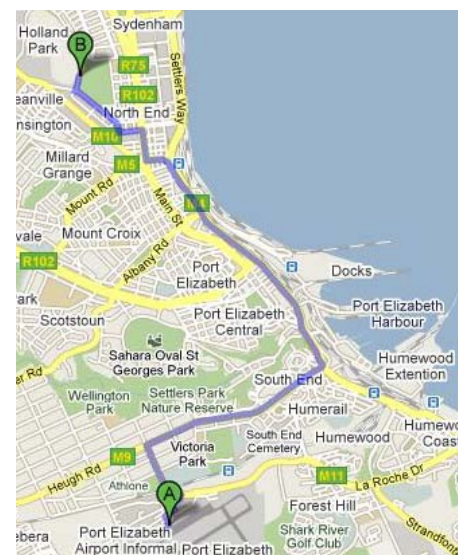 Sydenham
Holland
Park
B
R75
R102
Settlers Way
eanville
North End
nsington
M10
M5
Millard
Grange
Mount Rd
Main St
M4
vale
Mount Croix
Albany Rd
R102
Port
Elizabeth
Docks
ark
Scotstoun
Port Elizabeth
Central
Port Elizabeth
Harbour
Sahara Oval St
Georges Park
Humewood
Extention
er Rd
South End
Wellington
Park
Settlers Park
Nature Reserve
Humerail
Victoria
Park
South End
Cemetery
Humewood
Humewo
Coas
M9
Heugh Rd
M11
La Roche Dr
Athlone
A
Forest Hill
Port Elizabeth
Airport Informal
Port Elizabeth
Shark River
Golf Club
Strandfon
ebera